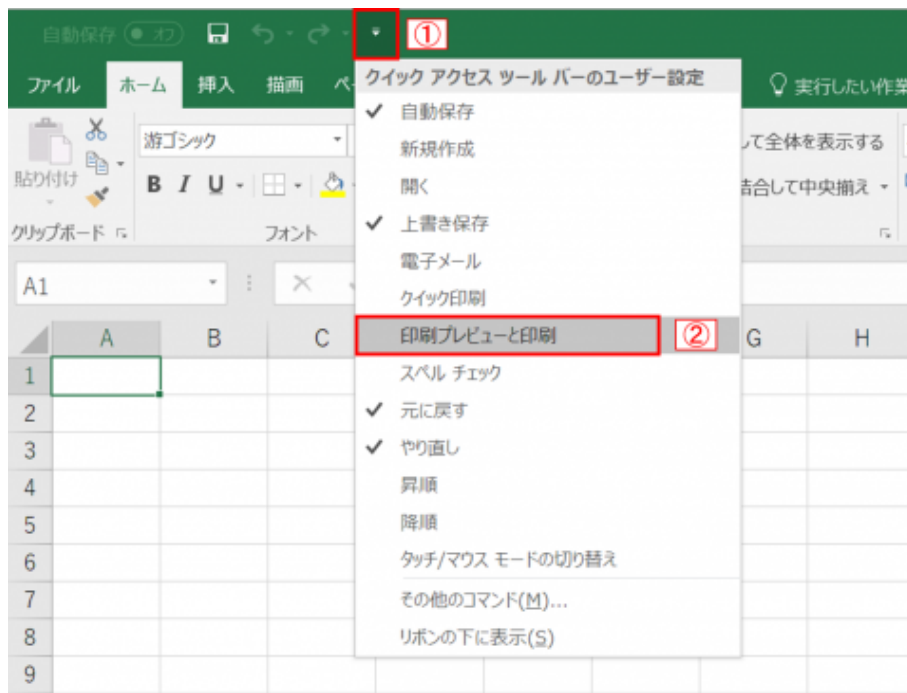 自動保存 オフ ①
ファイル ホーム 挿入 描画 実行したい作業
クイック アクセス ツール バーのユーザー設定
自動保存
新規作成
開く
上書き保存
電子メール
クイック印刷
印刷プレビューと印刷 ②
スペル チェック
元に戻す
やり直し
昇順
降順
タッチ/マウス モードの切り替え
その他のコマンド(M)...
リボンの下に表示(S)
貼り付け
游ゴシック
B I U
クリップボード フォント
て全体を表示する
結合して中央揃え
A1
A B C G H
1
2
3
4
5
6
7
8
9